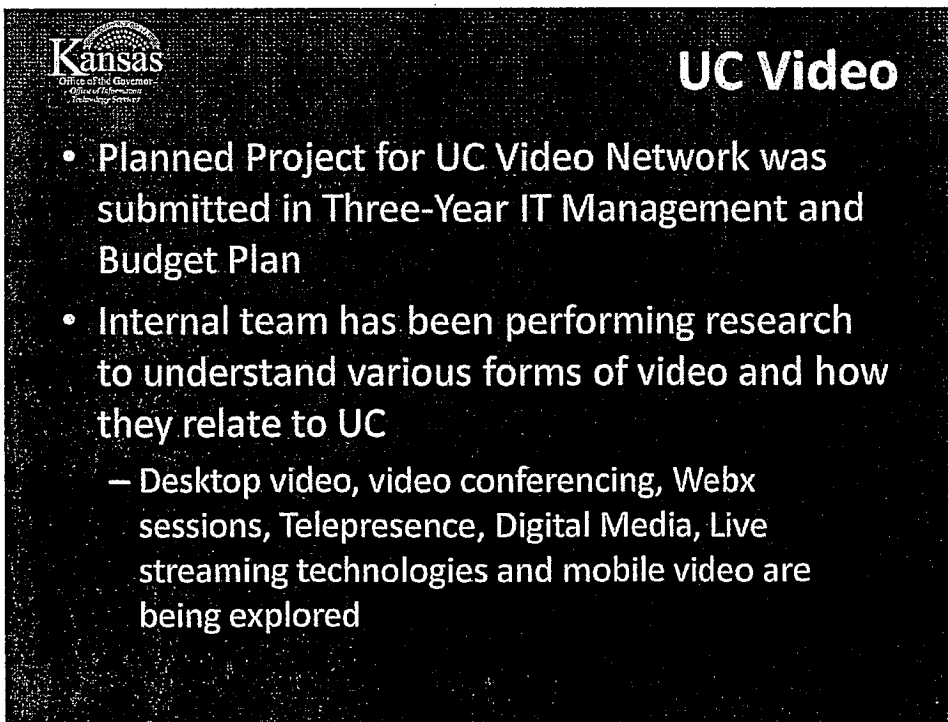 Kansas
Office of the Governor
Office of Information
Technology Services
UC Video
• Planned Project for UC Video Network was
submitted in Three-Year IT Management and
Budget Plan
• Internal team has been performing research
to understand various forms of video and how
they relate to UC
– Desktop video, video conferencing, Webx
sessions, Telepresence, Digital Media, Live
streaming technologies and mobile video are
being explored